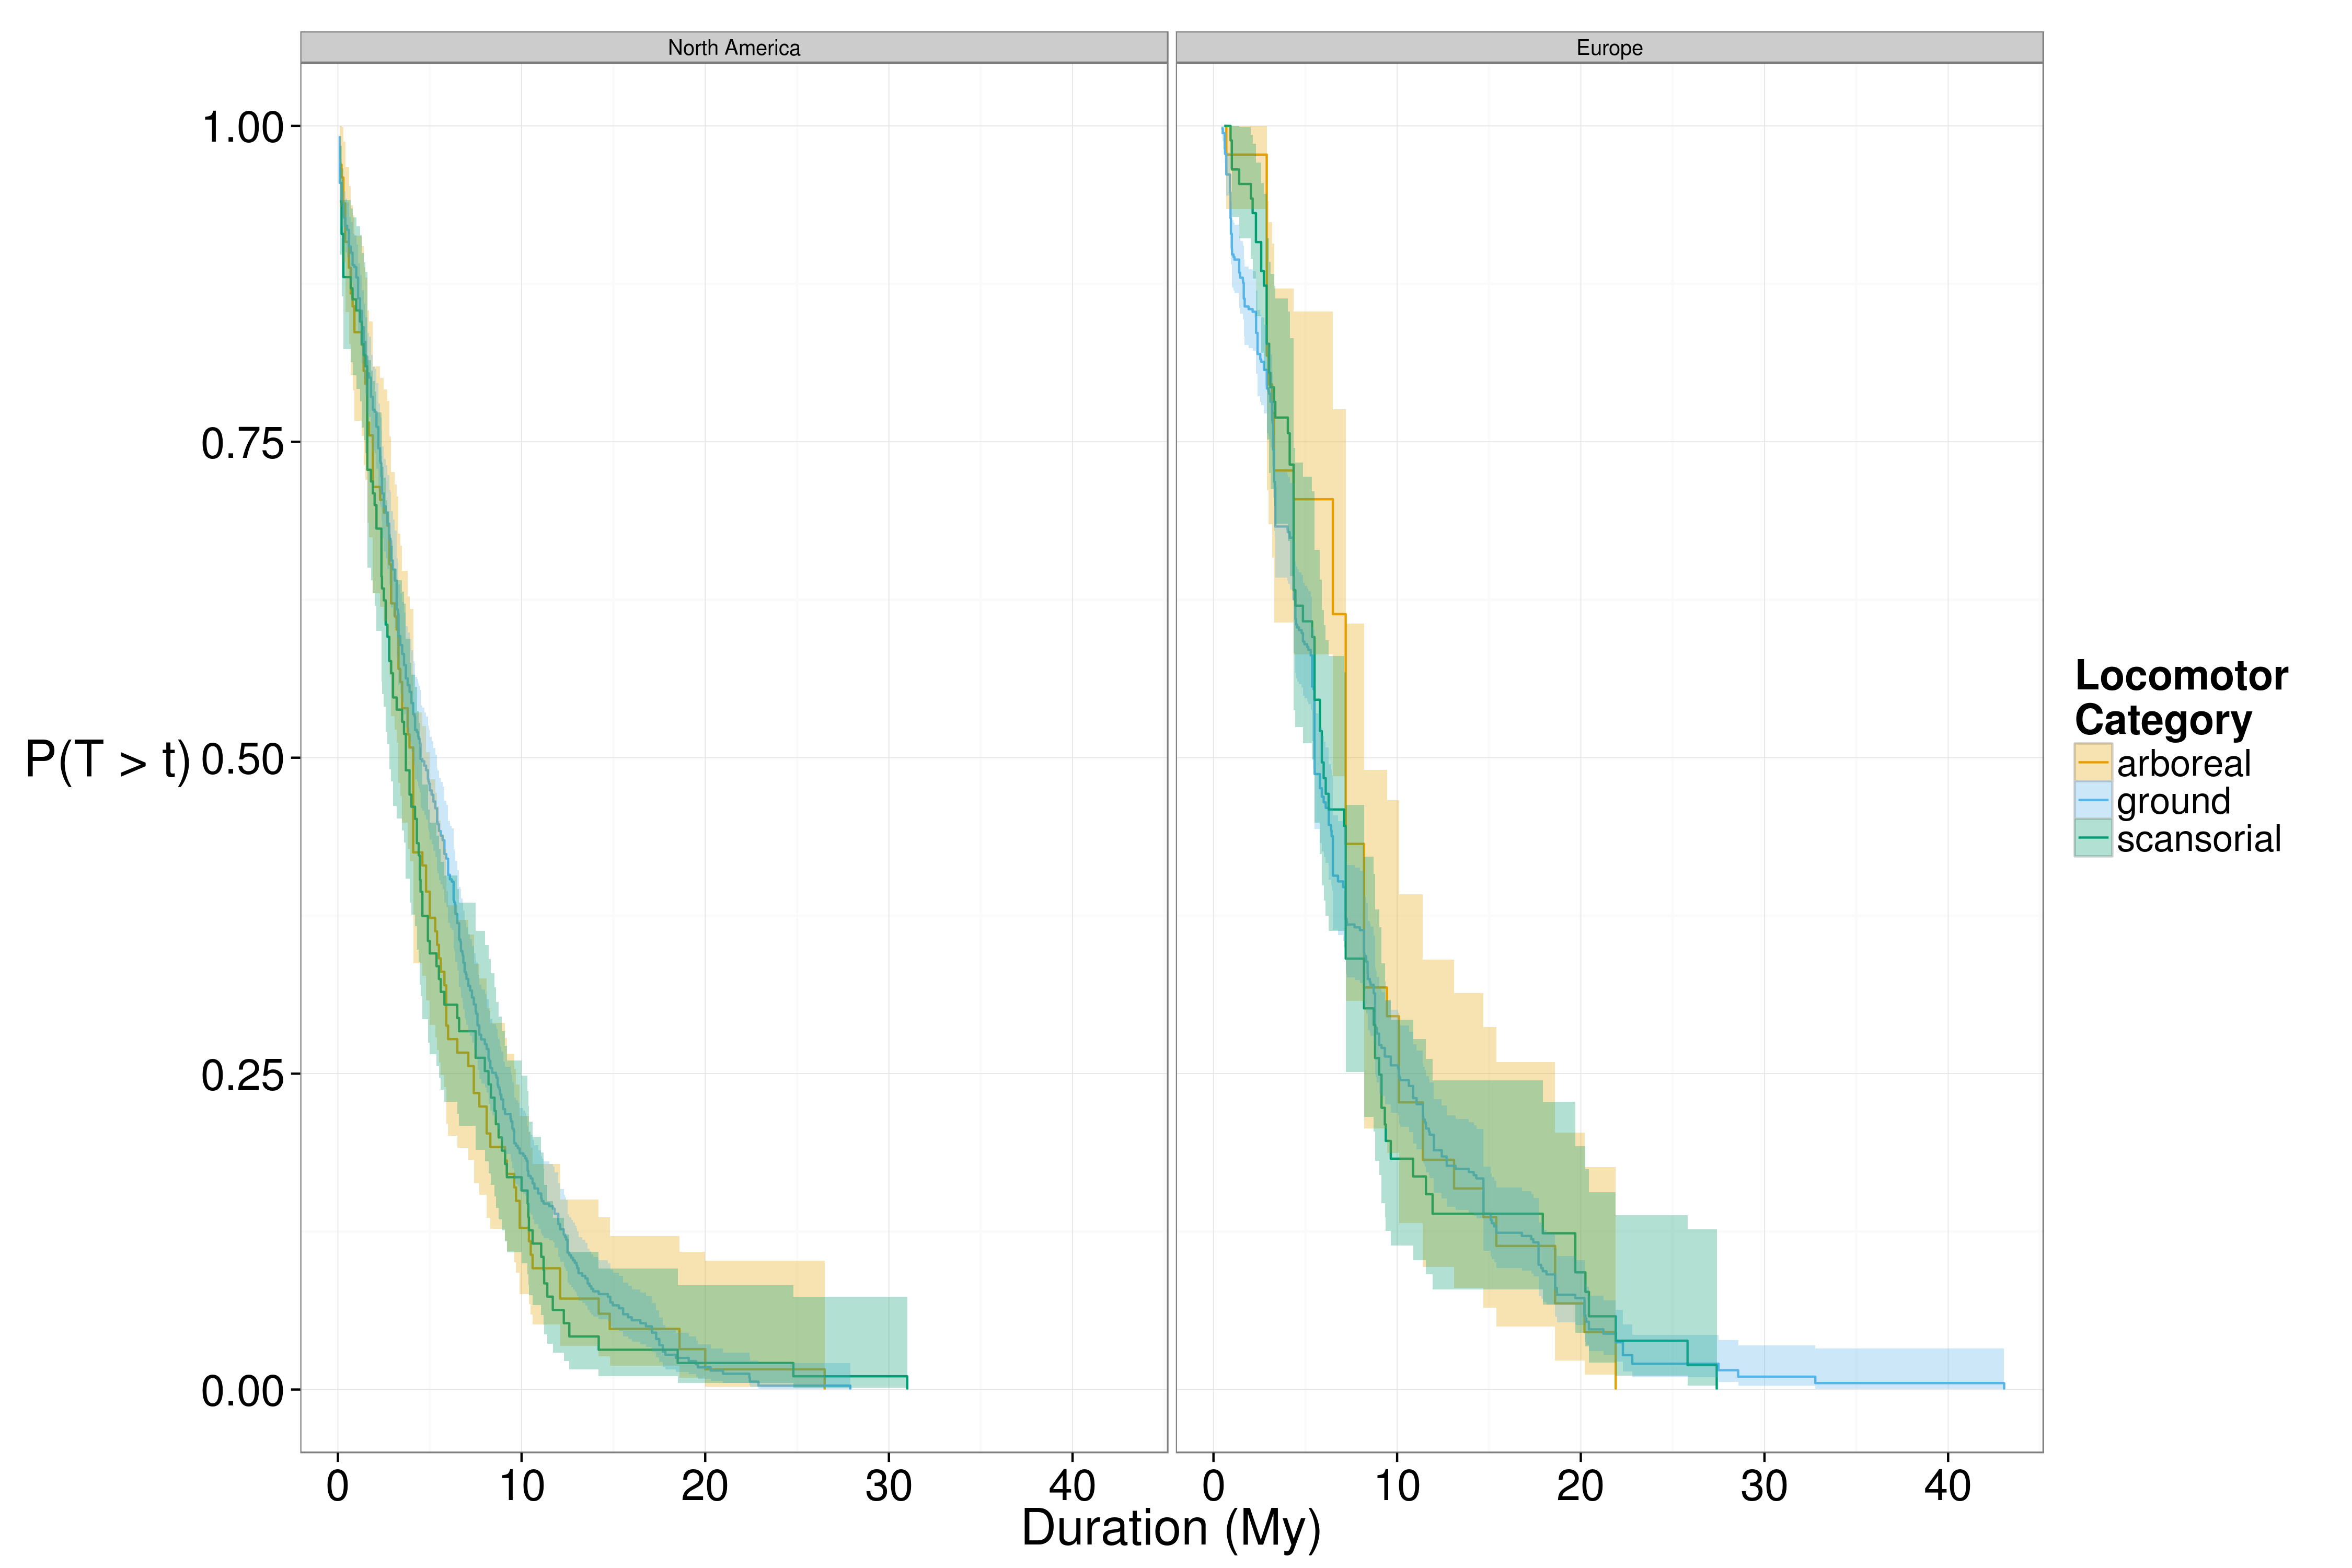 North America
Europe
1.00
0.75
P(T > t) 0.50
0.25
0.00
0 10 20 30 40
0 10 20 30 40
Duration (My)
Locomotor
Category
arboreal
ground
scansorial